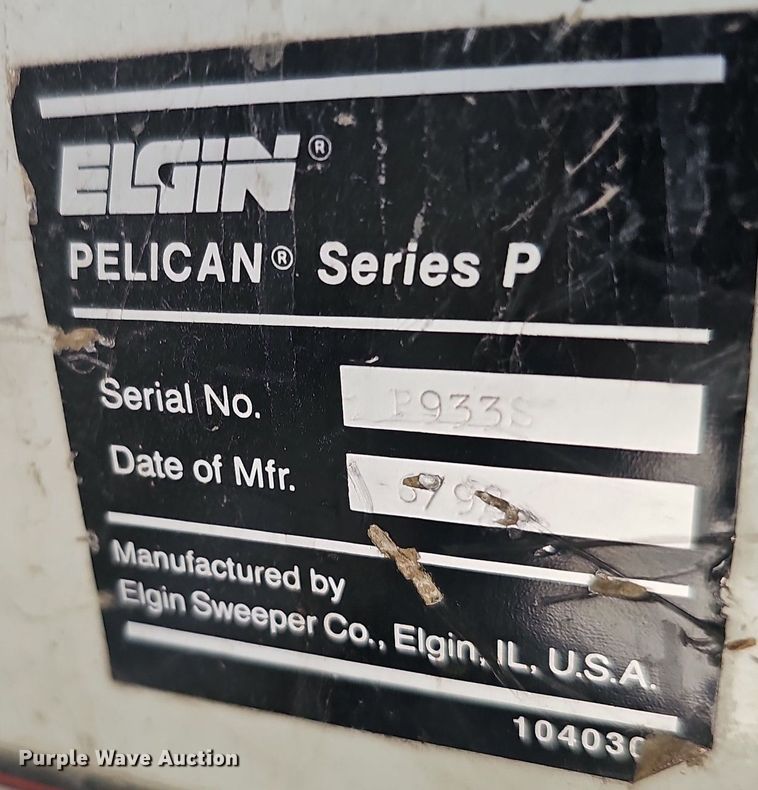 ELGiN®
PELICAN® Series P
Serial No. P933S
Date of Mfr.
Manufactured by
Elgin Sweeper Co., Elgin, IL, U.S.A.
Purple Wave Auction